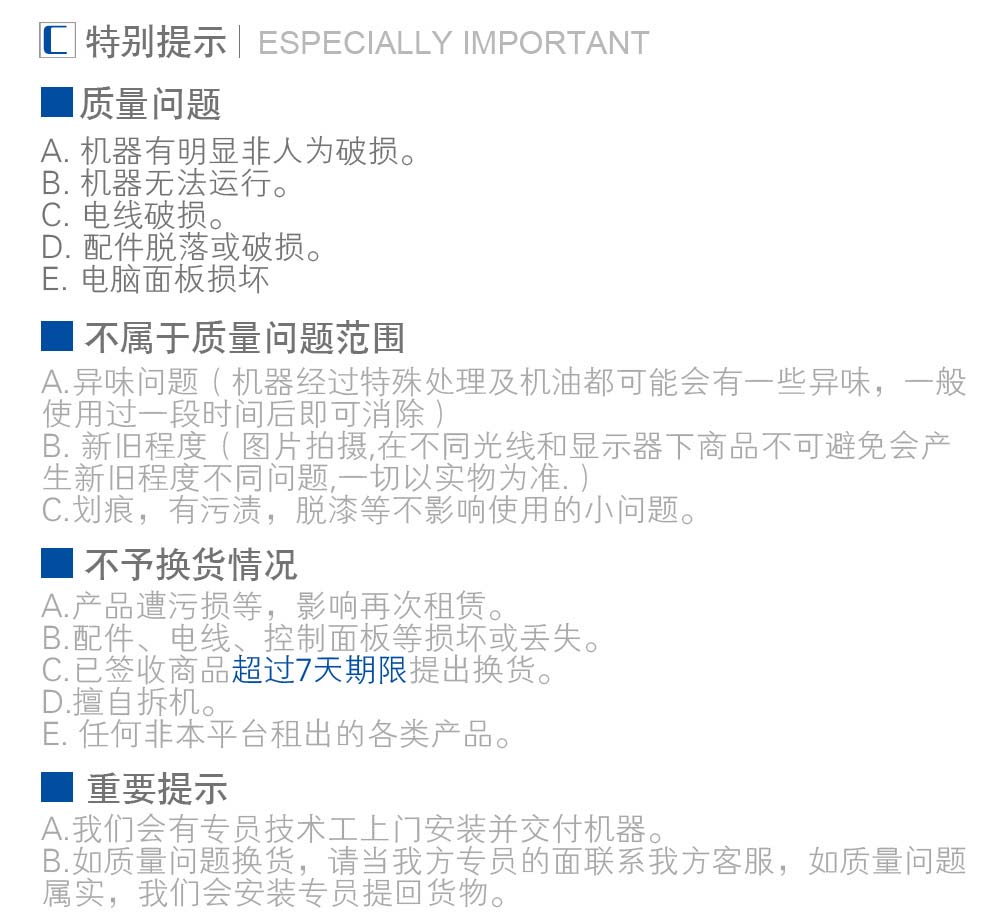 C 特别提示 ESPECIALLY IMPORTANT
质量问题
A. 机器有明显非人为破损。
B. 机器无法运行。
C. 电线破损。
D. 配件脱落或破损。
E. 电脑面板损坏
不属于质量问题范围
A.异味问题（机器经过特殊处理及机油都可能会有一些异味，一般
使用过一段时间后即可消除）
B. 新旧程度（图片拍摄,在不同光线和显示器下商品不可避免会产
生新旧程度不同问题,一切以实物为准.）
C.划痕，有污渍，脱漆等不影响使用的小问题。
不予换货情况
A.产品遭污损等，影响再次租赁。
B.配件、电线、控制面板等损坏或丢失。
C.已签收商品超过7天期限提出换货。
D.擅自拆机。
E. 任何非本平台租出的各类产品。
重要提示
A.我们会有专员技术工上门安装并交付机器。
B.如质量问题换货，请当我方专员的面联系我方客服，如质量问题
属实，我们会安装专员提回货物。